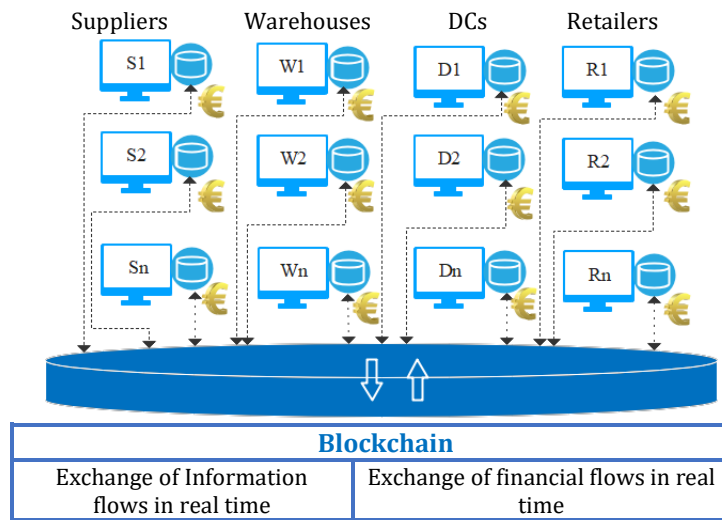 Suppliers Warehouses DCs Retailers
S1 W1 D1 R1
S2 W2 D2 R2
Sn Wn Dn Rn
Blockchain
Exchange of Information
flows in real time
Exchange of financial flows in real
time